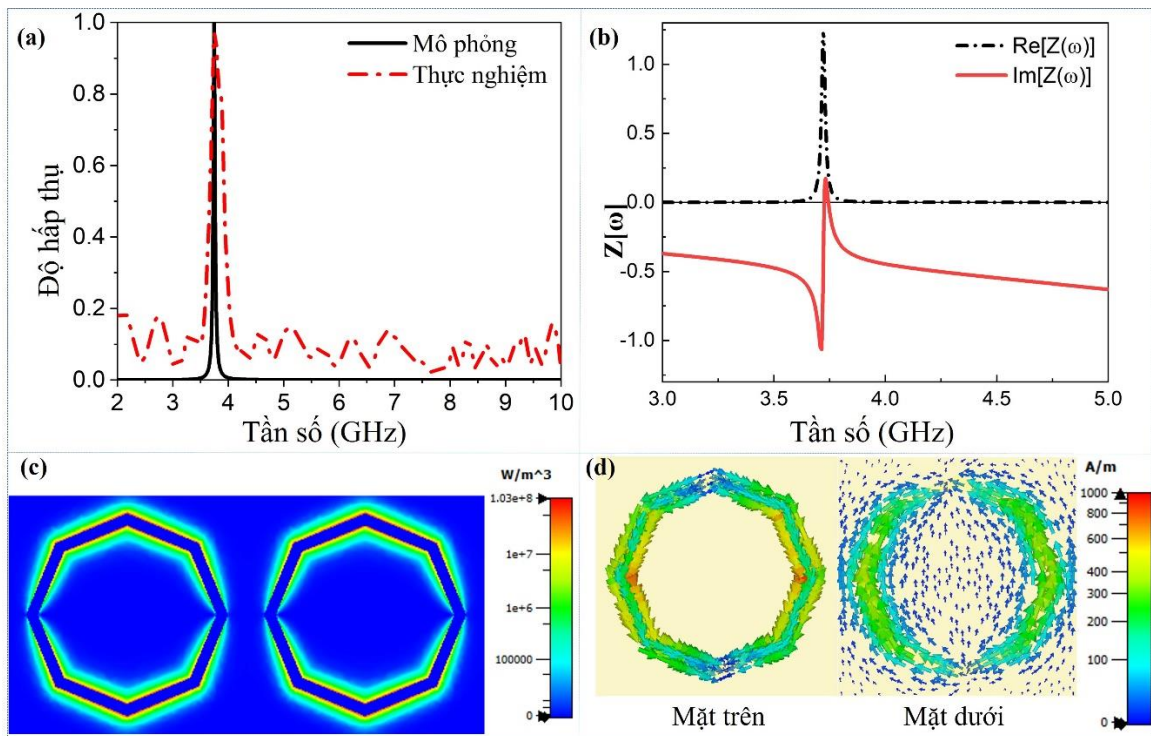 (a)
1.0
0.8
0.6
0.4
0.2
0.0
Độ hấp thụ
Mô phỏng
Thực nghiệm
2 3 4 5 6 7 8 9 10
Tần số (GHz)
(b)
1.0
0.5
0.0
-0.5
-1.0
Z[ω]
Re[Z(ω)]
Im[Z(ω)]
3.0 3.5 4.0 4.5 5.0
Tần số (GHz)
(c)
W/m^3
1.03e+8
1e+7
1e+6
100000
0
(d)
A/m
1000
800
600
400
300
200
100
0
Mặt trên
Mặt dưới